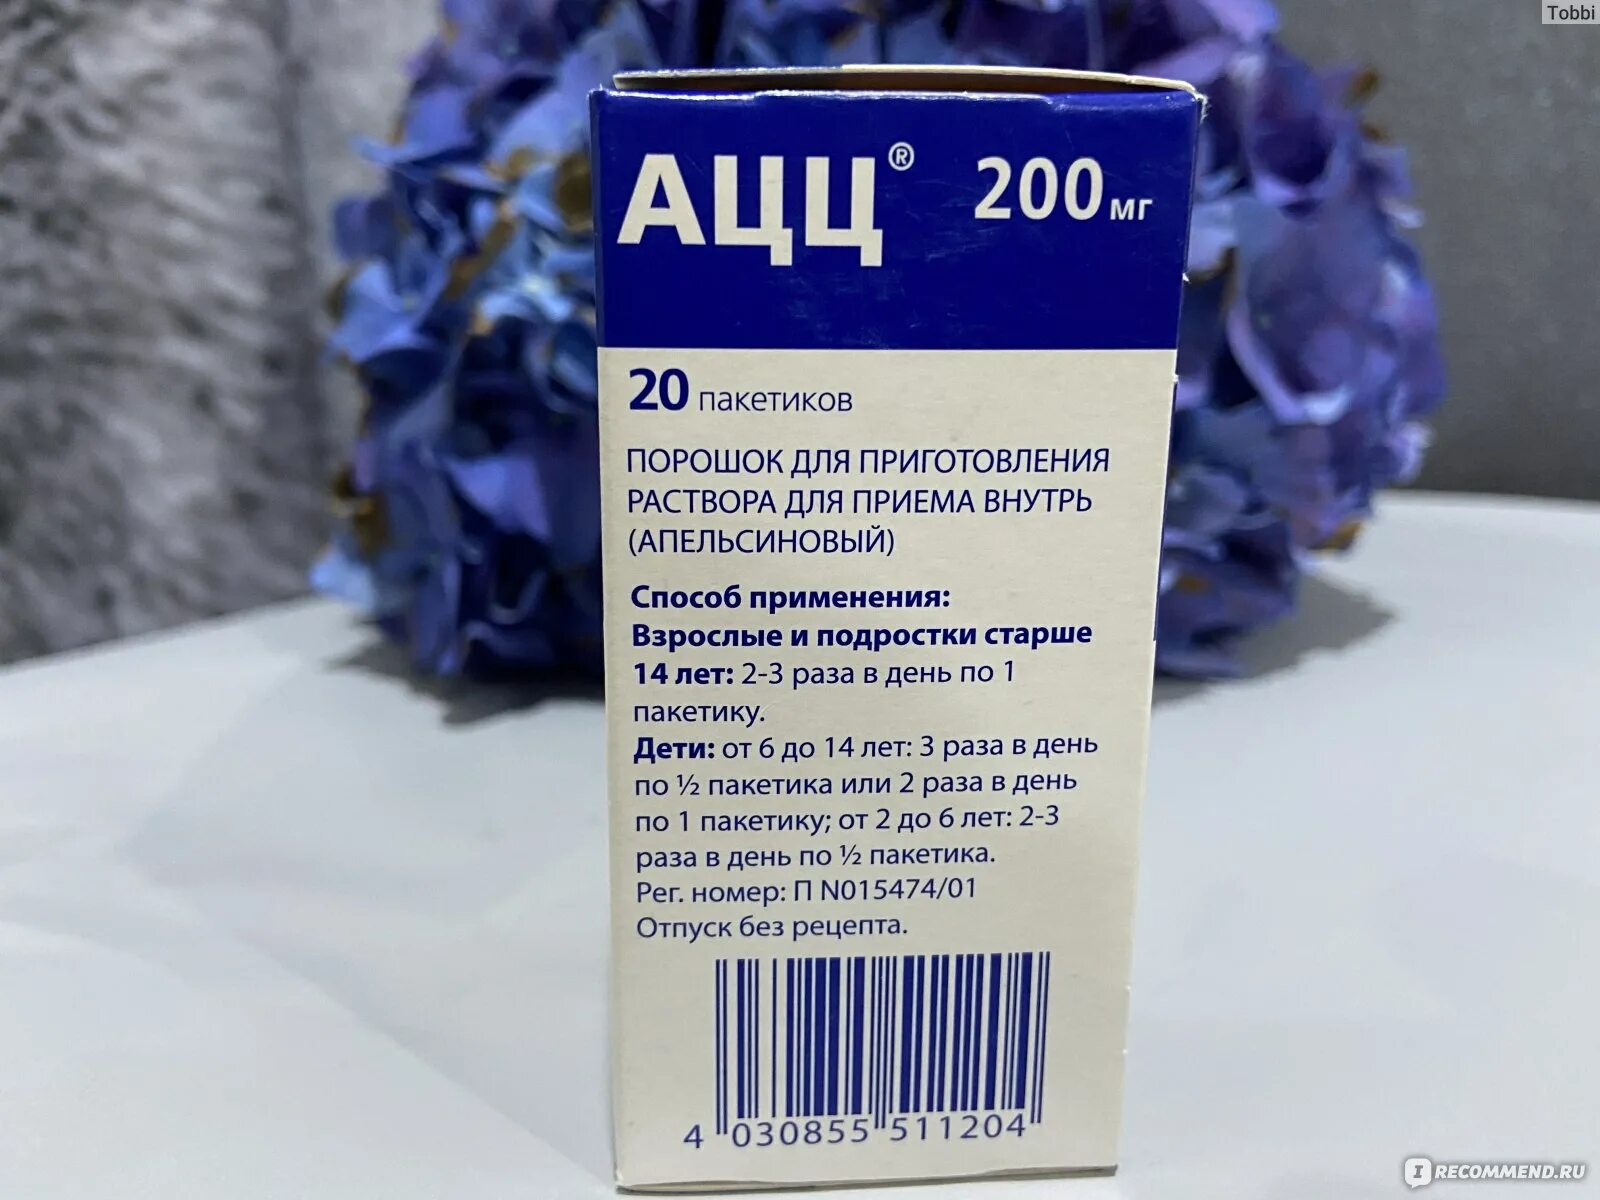 Tobbi
АЦЦ® 200 мг
20 пакетиков
ПОРОШОК ДЛЯ ПРИГОТОВЛЕНИЯ
РАСТВОРА ДЛЯ ПРИЕМА ВНУТРЬ
(АПЕЛЬСИНОВЫЙ)
Способ применения:
Взрослые и подростки старше
14 лет: 2-3 раза в день по 1
пакетику.
Дети: от 6 до 14 лет: 3 раза в день
по ½ пакетика или 2 раза в день
по 1 пакетику; от 2 до 6 лет: 2-3
раза в день по ½ пакетика.
Рег. номер: П N015474/01
Отпуск без рецепта.
4 030855 511204
IRECOMMEND.RU